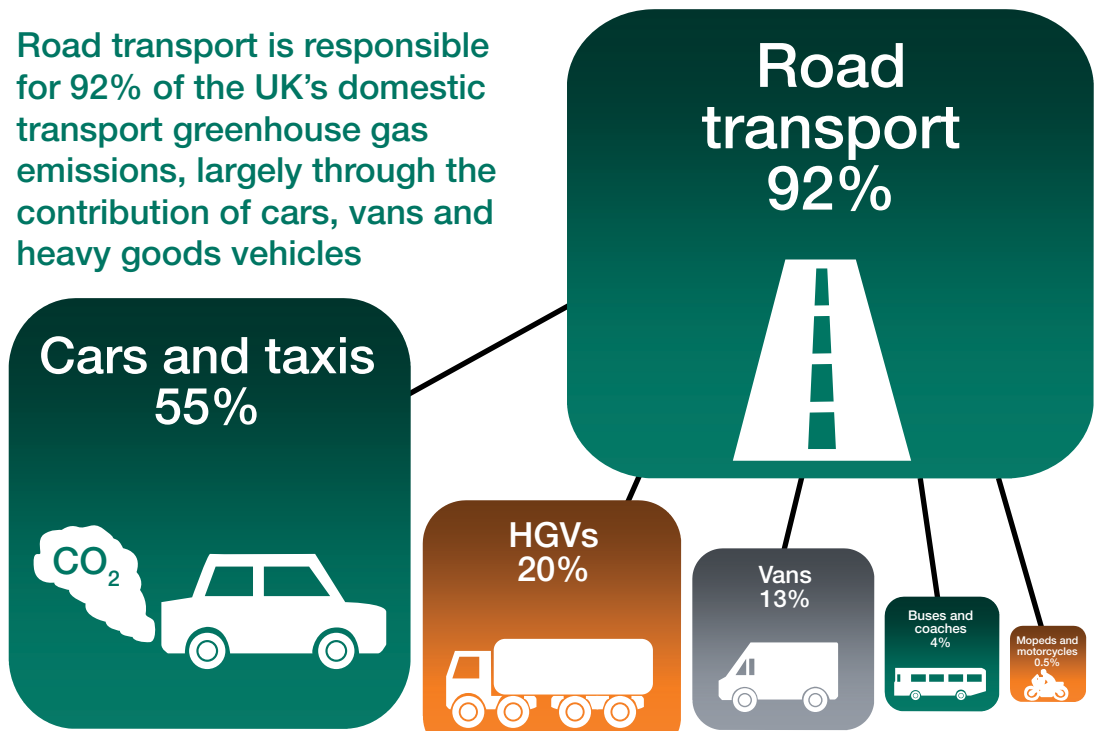 Road transport is responsible
for 92% of the UK’s domestic
transport greenhouse gas
emissions, largely through the
contribution of cars, vans and
heavy goods vehicles
Road
transport
92%
Cars and taxis
55%
CO₂
HGVs
20%
Vans
13%
Buses and
coaches
4%
Mopeds and
motorcycles
0.5%